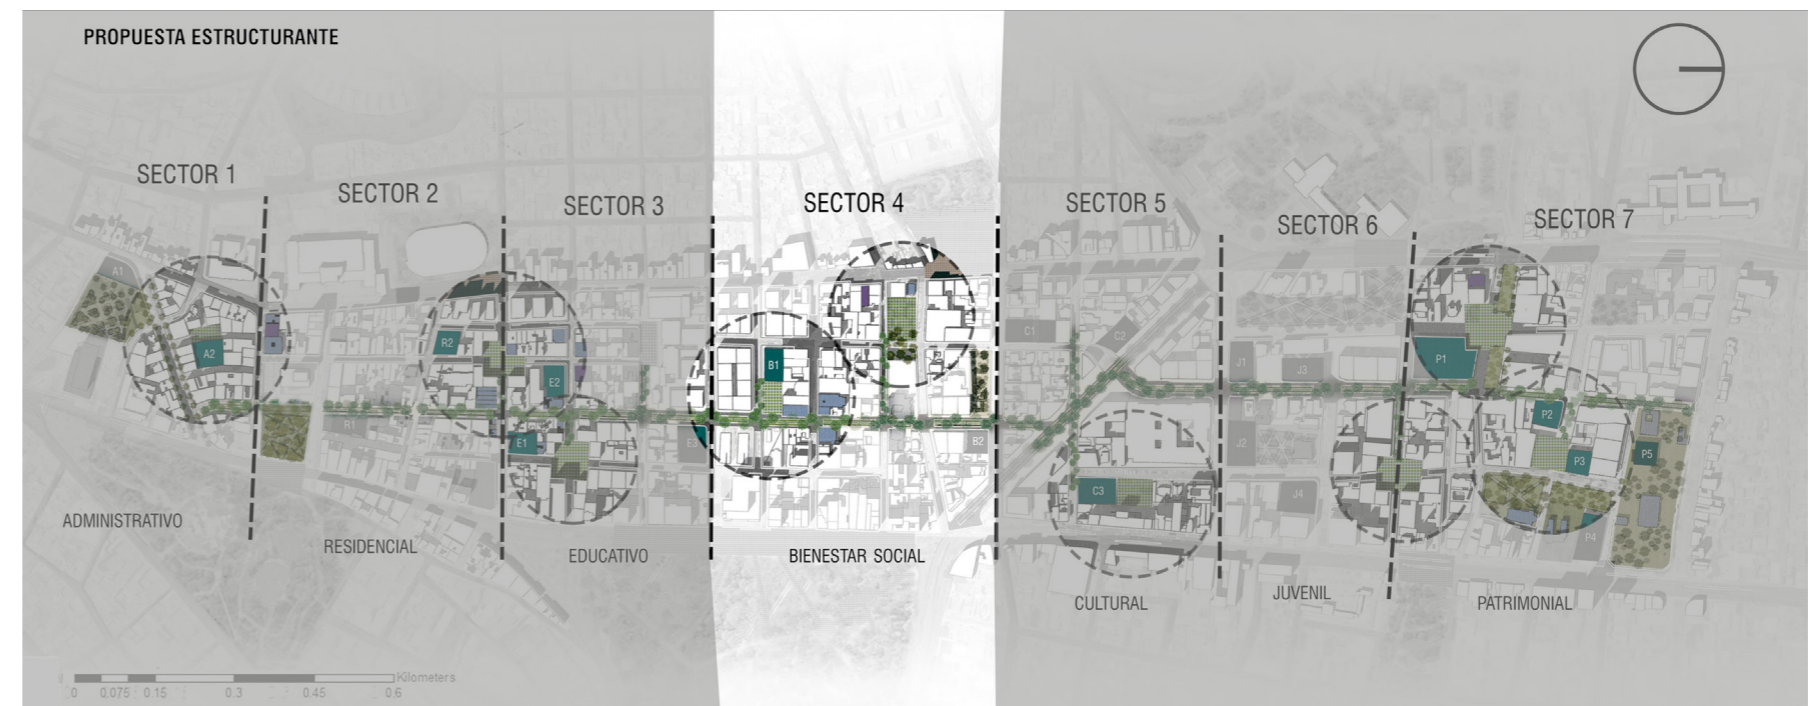 PROPUESTA ESTRUCTURANTE
SECTOR 1
SECTOR 2
SECTOR 3
SECTOR 4
SECTOR 5
SECTOR 6
SECTOR 7
A1
A2
R2
R1
E2
E1
E3
B1
B2
C1
C2
C3
J1
J3
J2
J4
P1
P2
P3
P5
P4
ADMINISTRATIVO
RESIDENCIAL
EDUCATIVO
BIENESTAR SOCIAL
CULTURAL
JUVENIL
PATRIMONIAL
Kilometers
0 0.075 0.15 0.3 0.45 0.6